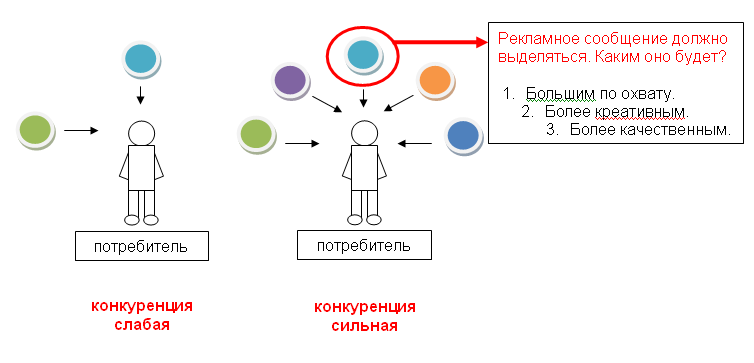 Рекламное сообщение должно
выделяться. Каким оно будет?
1. Большим по охвату.
2. Более креативным.
3. Более качественным.
потребитель
потребитель
конкуренция
слабая
конкуренция
сильная